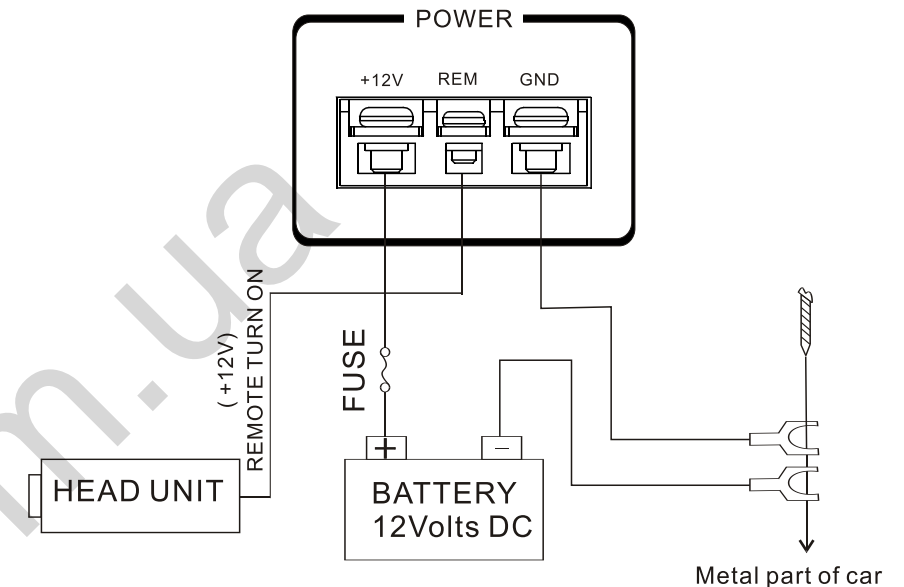 POWER
+12V REM GND
( +12V)
REMOTE TURN ON
FUSE
+ −
HEAD UNIT
BATTERY
12Volts DC
Metal part of car
m.ua